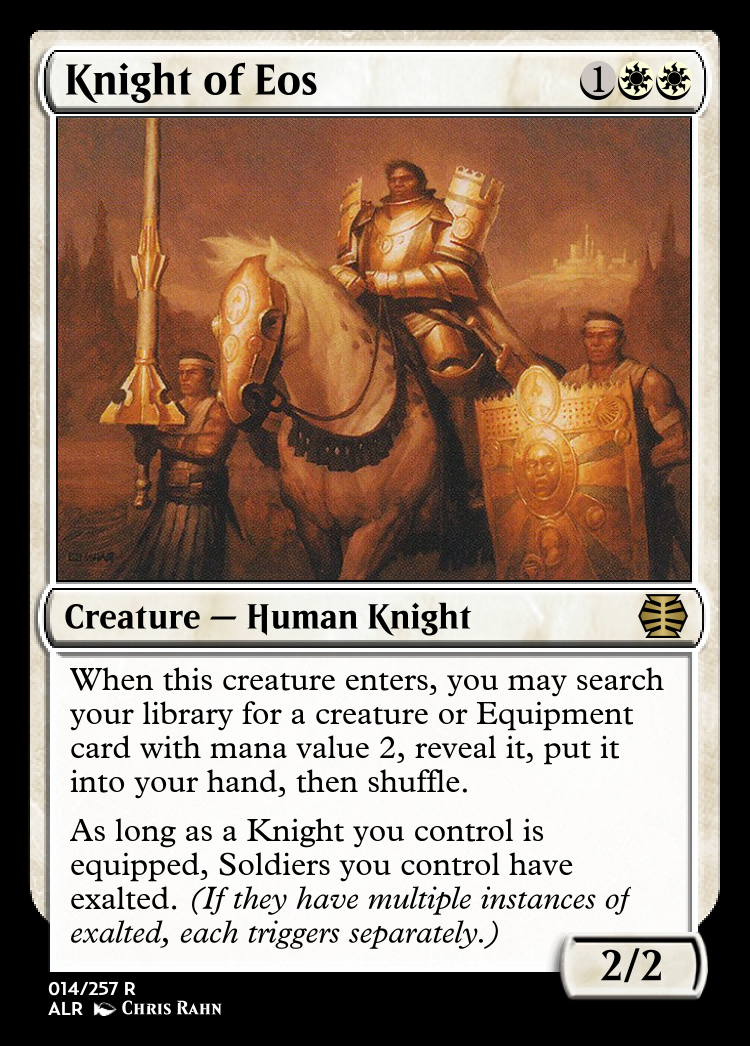 Knight of Eos
1
Creature — Human Knight
When this creature enters, you may search
your library for a creature or Equipment
card with mana value 2, reveal it, put it
into your hand, then shuffle.
As long as a Knight you control is
equipped, Soldiers you control have
exalted. (If they have multiple instances of
exalted, each triggers separately.)
2/2
014/257 R
ALR Chris Rahn